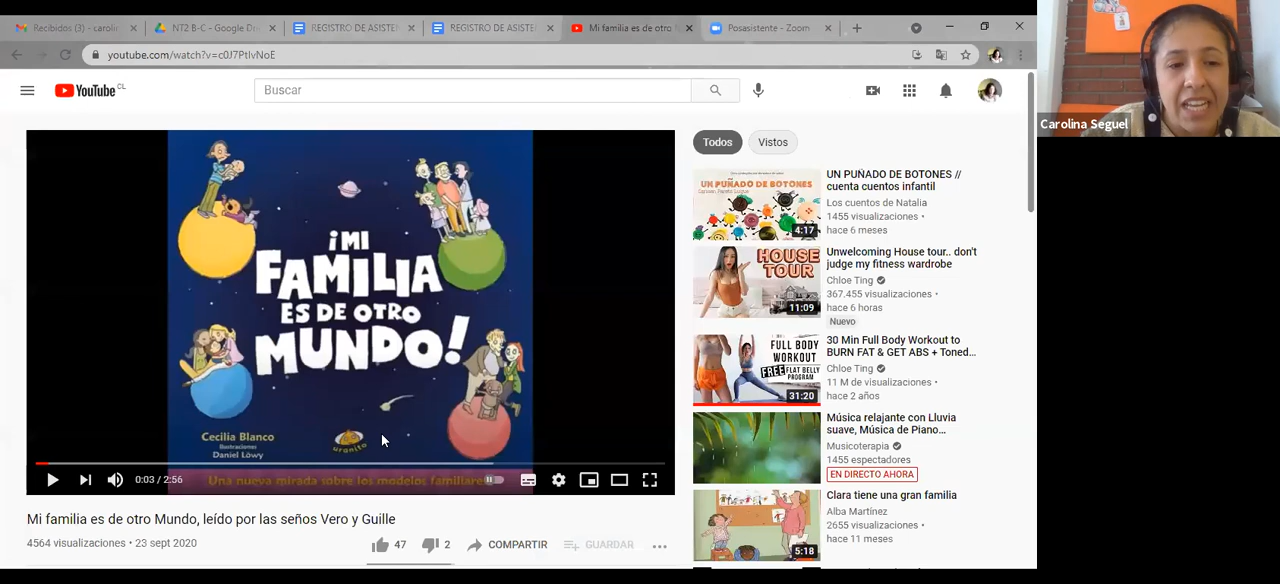 Recibidos (3) - carolin
NT2 B-C - Google Dri
REGISTRO DE ASISTEN
REGISTRO DE ASISTEN
Mi familia es de otro
Posasistente - Zoom
youtube.com/watch?v=c0J7PtIvNoE
YouTube CL
Buscar
Carolina Seguel
¡MI
FAMILIA
ES DE OTRO
MUNDO!
Cecilia Blanco
Ilustraciones
Daniel Löwy
uranito
Una nueva mirada sobre los modelos familiares
0:03 / 2:56
Mi familia es de otro Mundo, leído por las seños Vero y Guille
4564 visualizaciones • 23 sept 2020
47
2
COMPARTIR
GUARDAR
Todos
Vistos
UN PUÑADO DE BOTONES
4:17
UN PUÑADO DE BOTONES //
cuenta cuentos infantil
Los cuentos de Natalia
1455 visualizaciones •
hace 6 meses
HOUSE
TOUR
11:09
Unwelcoming House tour.. don't
judge my fitness wardrobe
Chloe Ting
367.455 visualizaciones •
hace 6 horas
Nuevo
FULL BODY
WORKOUT
FREE FLAT BELLY
PROGRAM
31:20
30 Min Full Body Workout to
BURN FAT & GET ABS + Toned...
Chloe Ting
11 M de visualizaciones •
hace 2 años
Música relajante con Lluvia
suave, Música de Piano...
Musicoterapia
1455 espectadores
EN DIRECTO AHORA
5:18
Clara tiene una gran familia
Alba Martínez
2655 visualizaciones •
hace 11 meses